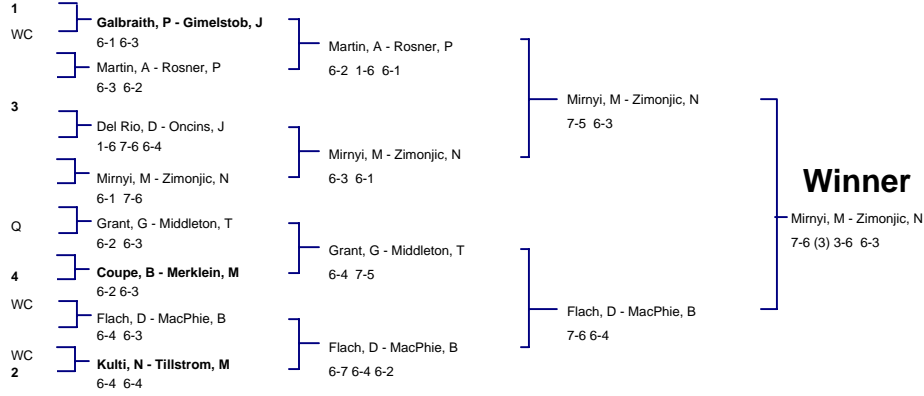 1
WC
Galbraith, P - Gimelstob, J
6-1 6-3
Martin, A - Rosner, P
6-3 6-2
3
Del Rio, D - Oncins, J
1-6 7-6 6-4
Mirnyi, M - Zimonjic, N
6-1 7-6
Q
Grant, G - Middleton, T
6-2 6-3
4
Coupe, B - Merklein, M
6-2 6-3
WC
Flach, D - MacPhie, B
6-4 6-3
WC
2
Kulti, N - Tillstrom, M
6-4 6-4
Martin, A - Rosner, P
6-2 1-6 6-1
Mirnyi, M - Zimonjic, N
6-3 6-1
Grant, G - Middleton, T
6-4 7-5
Flach, D - MacPhie, B
6-7 6-4 6-2
Mirnyi, M - Zimonjic, N
7-5 6-3
Flach, D - MacPhie, B
7-6 6-4
Winner
Mirnyi, M - Zimonjic, N
7-6 (3) 3-6 6-3